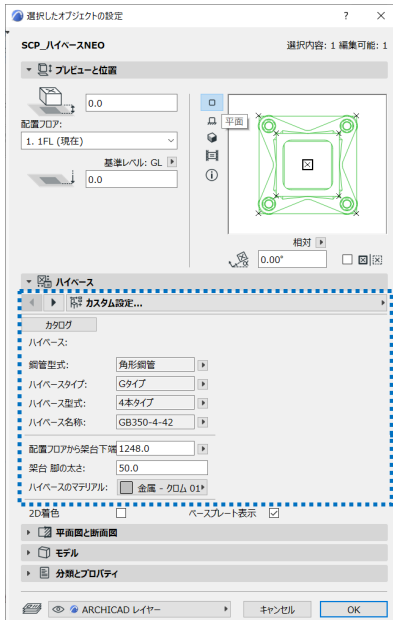 選択したオブジェクトの設定 ? ×
SCP_ハイベースNEO 選択内容: 1 編集可能: 1
プレビューと位置
0.0
配置フロア:
1. 1FL (現在)
基準レベル: GL
0.0
平面
相対
0.00°
ハイベース
カスタム設定...
カタログ
ハイベース:
鋼管型式: 角形鋼管
ハイベースタイプ: Gタイプ
ハイベース型式: 4本タイプ
ハイベース名称: GB350-4-42
配置フロアから架台下端 1248.0
架台 脚の太さ: 50.0
ハイベースのマテリアル: 金属 - クロム 01
2D着色 ベースプレート表示
平面図と断面図
モデル
分類とプロパティ
ARCHICAD レイヤー キャンセル OK